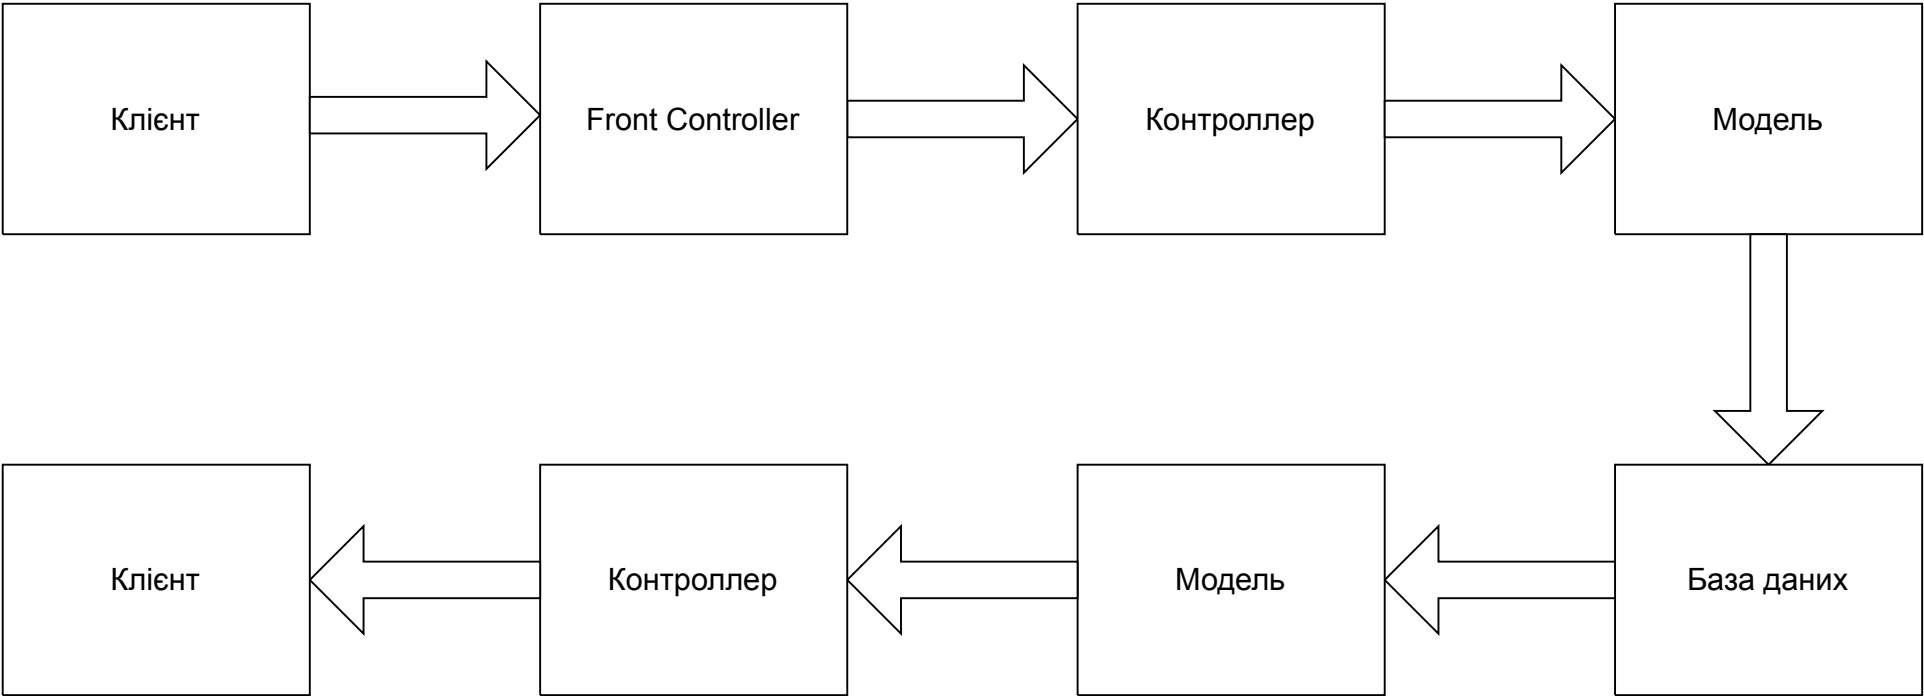 Клієнт
Front Controller
Контроллер
Модель
Клієнт
Контроллер
Модель
База даних